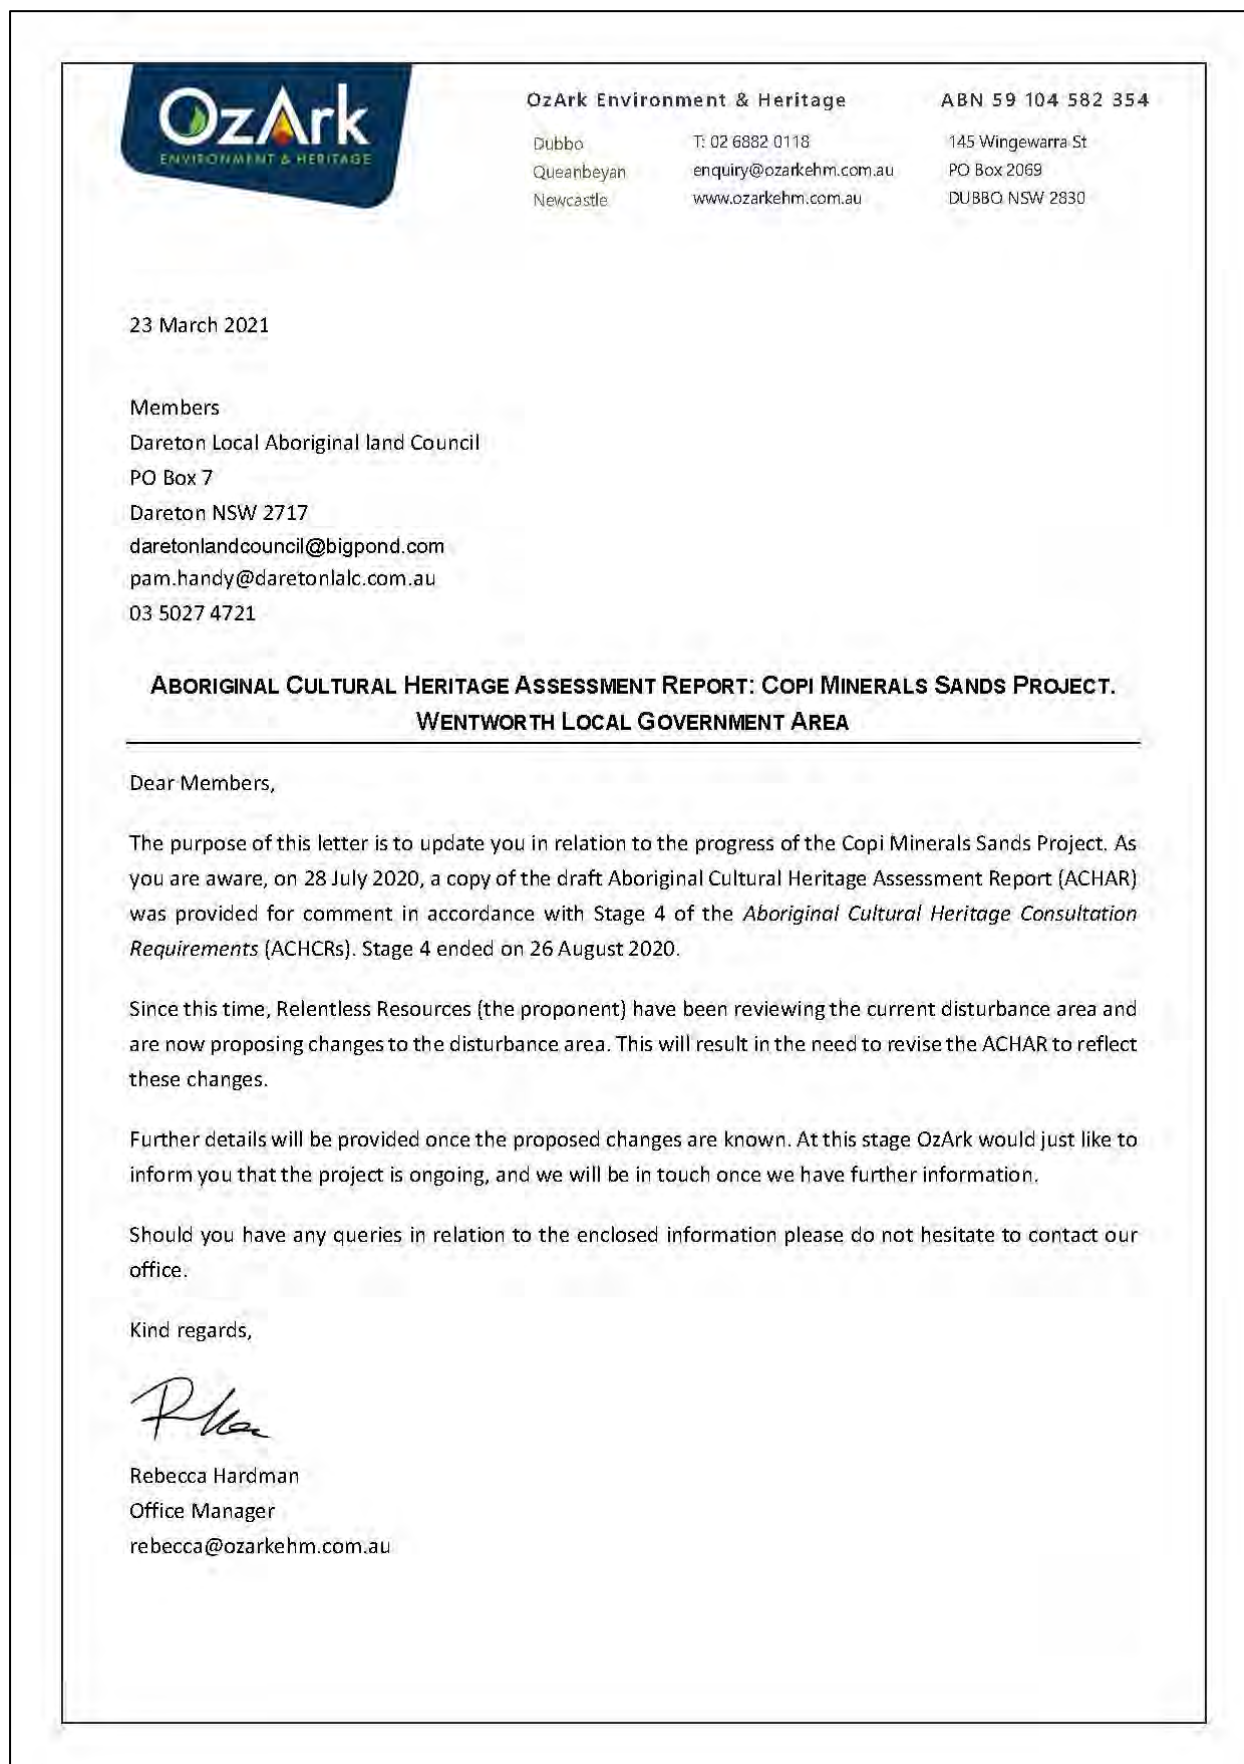 OzArk
ENVIRONMENT & HERITAGE
OzArk Environment & Heritage
ABN 59 104 582 354
Dubbo
T: 02 6882 0118
145 Wingewarra St
Queanbeyan
enquiry@ozarkehm.com.au
PO Box 2069
Newcastle
www.ozarkehm.com.au
DUBBO NSW 2830
23 March 2021
Members
Dareton Local Aboriginal land Council
PO Box 7
Dareton NSW 2717
daretonlandcouncil@bigpond.com
pam.handy@daretonlalc.com.au
03 5027 4721
ABORIGINAL CULTURAL HERITAGE ASSESSMENT REPORT: COPI MINERALS SANDS PROJECT.
WENTWORTH LOCAL GOVERNMENT AREA
Dear Members,
The purpose of this letter is to update you in relation to the progress of the Copi Minerals Sands Project. As
you are aware, on 28 July 2020, a copy of the draft Aboriginal Cultural Heritage Assessment Report (ACHAR)
was provided for comment in accordance with Stage 4 of the Aboriginal Cultural Heritage Consultation
Requirements (ACHCRs). Stage 4 ended on 26 August 2020.
Since this time, Relentless Resources (the proponent) have been reviewing the current disturbance area and
are now proposing changes to the disturbance area. This will result in the need to revise the ACHAR to reflect
these changes.
Further details will be provided once the proposed changes are known. At this stage OzArk would just like to
inform you that the project is ongoing, and we will be in touch once we have further information.
Should you have any queries in relation to the enclosed information please do not hesitate to contact our
office.
Kind regards,
Rebecca Hardman
Office Manager
rebecca@ozarkehm.com.au